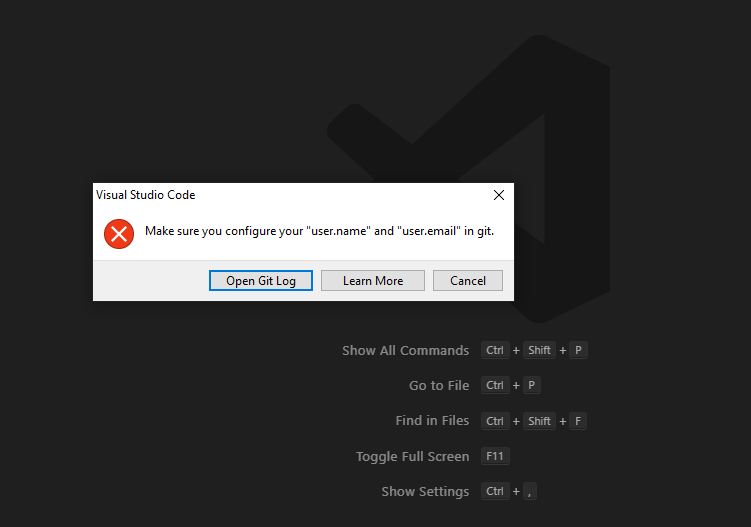 Visual Studio Code
Make sure you configure your "user.name" and "user.email" in git.
Open Git Log
Learn More
Cancel
Show All Commands Ctrl + Shift + P
Go to File Ctrl + P
Find in Files Ctrl + Shift + F
Toggle Full Screen F11
Show Settings Ctrl + ,